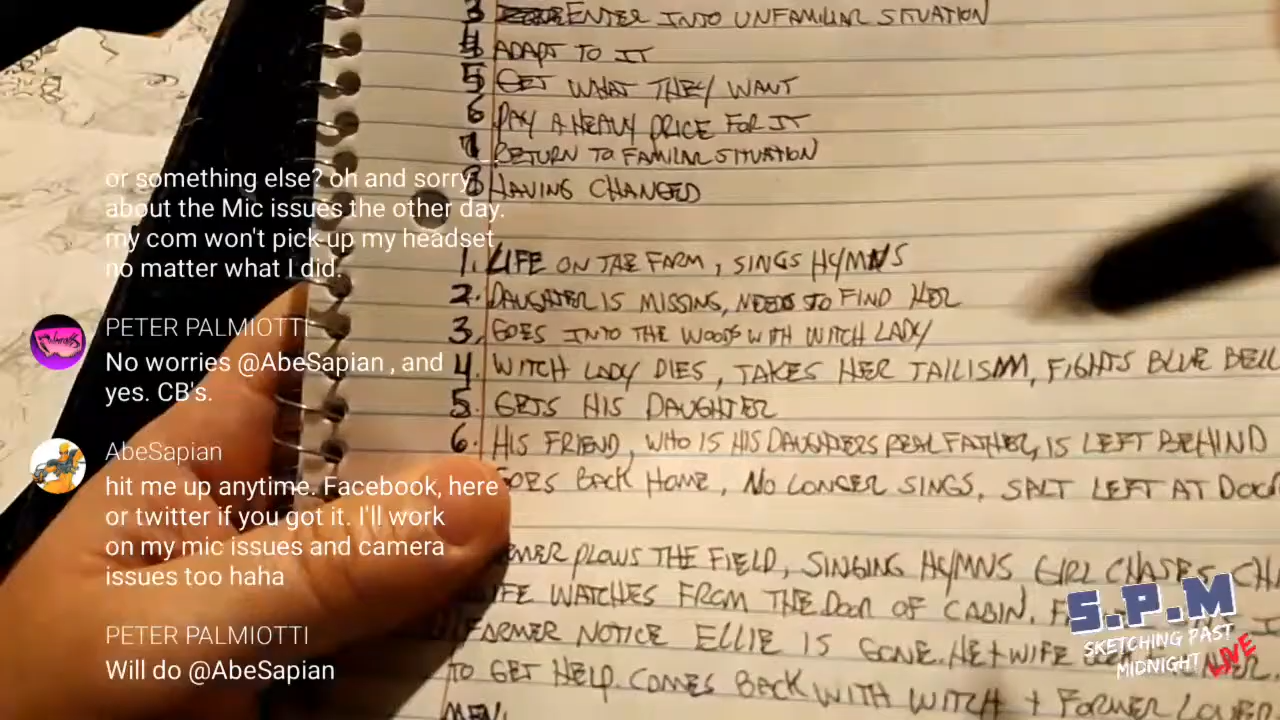 3 ENTER INTO UNFAMILIAR SITUATION
4 ADAPT TO IT
5 GET WHAT THEY WANT
6 PAY A HEAVY PRICE FOR IT
7 RETURN TO FAMILIAR SITUATION
8 HAVING CHANGED
1. LIFE ON THE FARM, SINGS HYMNS
2. DAUGHTER IS MISSING, NEEDS TO FIND HER
3. GOES INTO THE WOODS WITH WITCH LADY
4. WITCH LADY DIES, TAKES HER TAILISM, FIGHTS BLUE BELL
5. GETS HIS DAUGHTER
6. HIS FRIEND, WHO IS HIS DAUGHDERS REAL FATHER, IS LEFT BEHIND
GOES BACK HOME, NO LONGER SINGS, SALT LEFT AT DOOR
PLOWS THE FIELD, SINGING HYMNS GIRL CHASES
WATCHES FROM THE DOOR OF CABIN.
FARMER NOTICE ELLIE IS GONE. HE + WIFE
TO GET HELP. COMES BACK WITH WITCH + FORMER LOVER
MEN.
or something else? oh and sorry
about the Mic issues the other day.
my com won't pick up my headset
no matter what I did.
PETER PALMIOTTI
No worries @AbeSapian , and
yes. CB's.
AbeSapian
hit me up anytime. Facebook, here
or twitter if you got it. I'll work
on my mic issues and camera
issues too haha
PETER PALMIOTTI
Will do @AbeSapian
S.P.M
SKETCHING PAST
MIDNIGHT LIVE